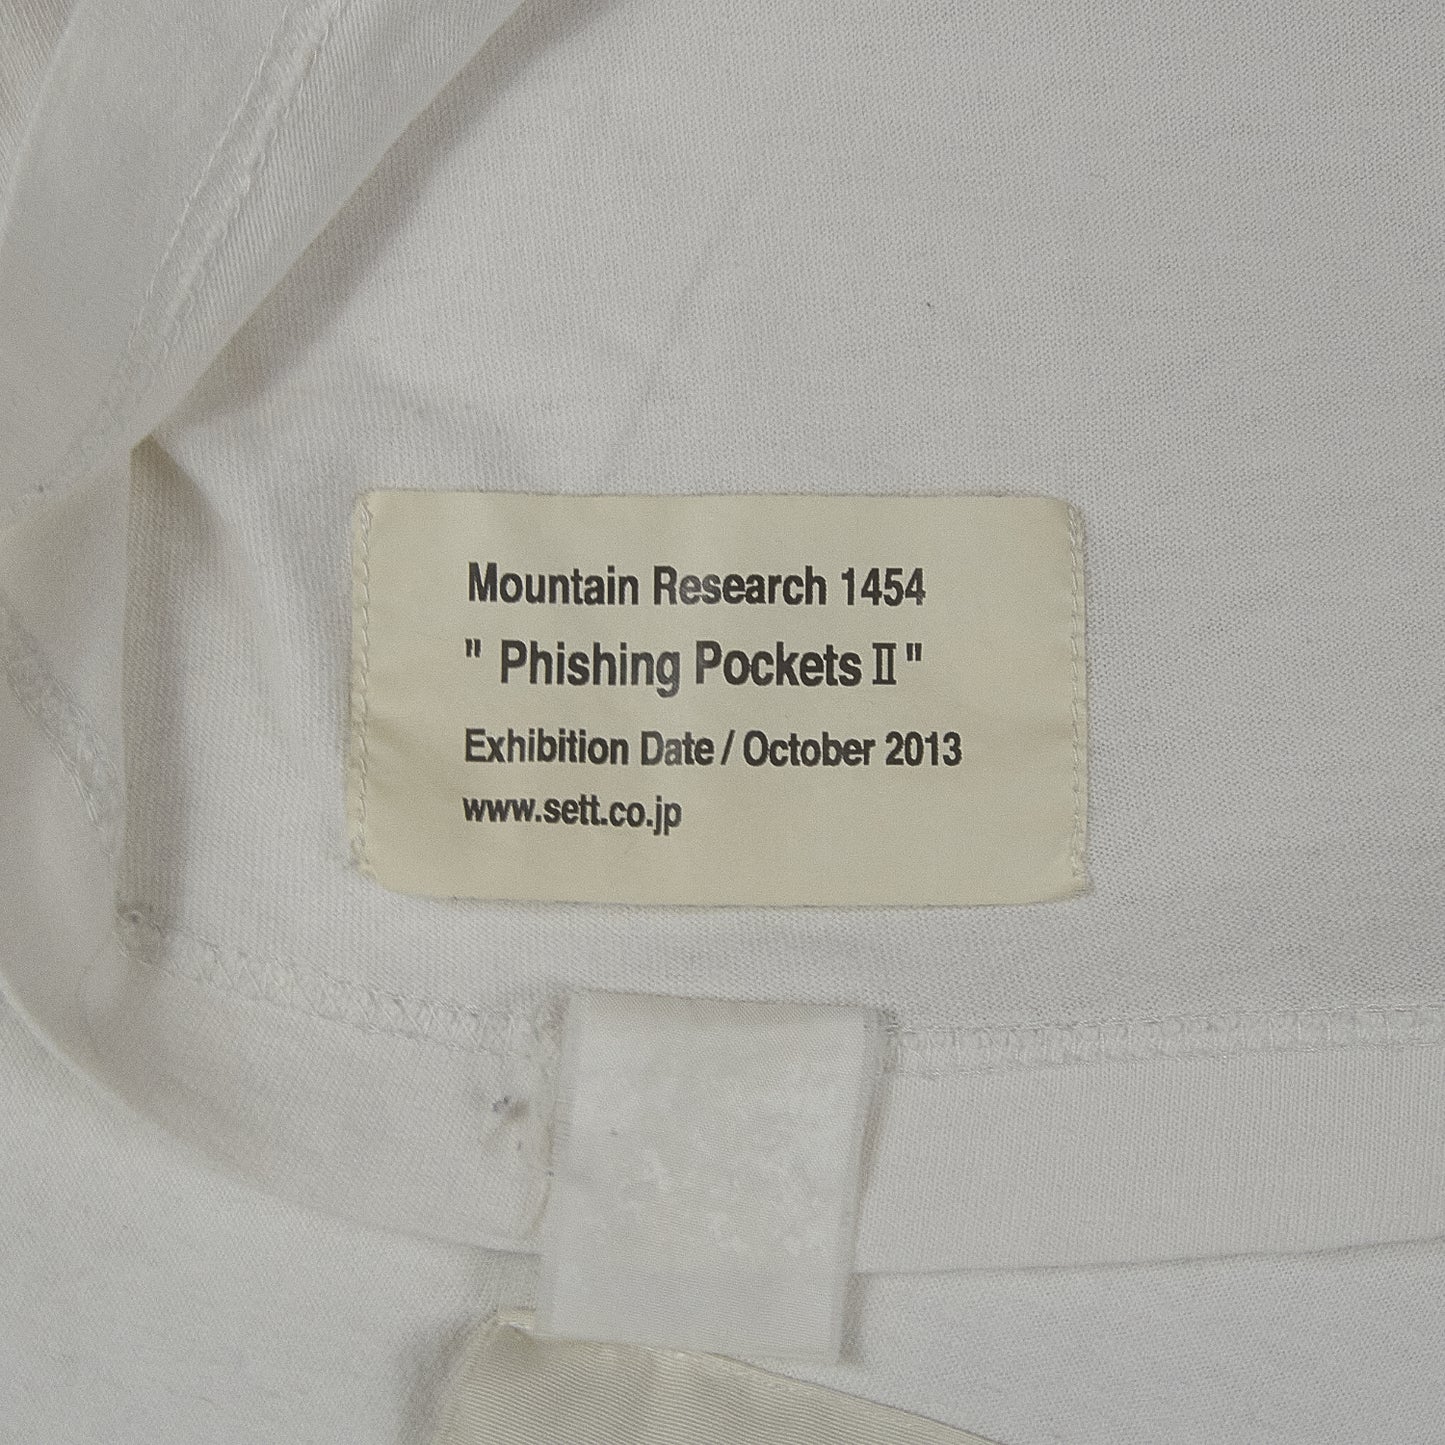 Mountain Research 1454
" Phishing Pockets Ⅱ "
Exhibition Date / October 2013
www.sett.co.jp